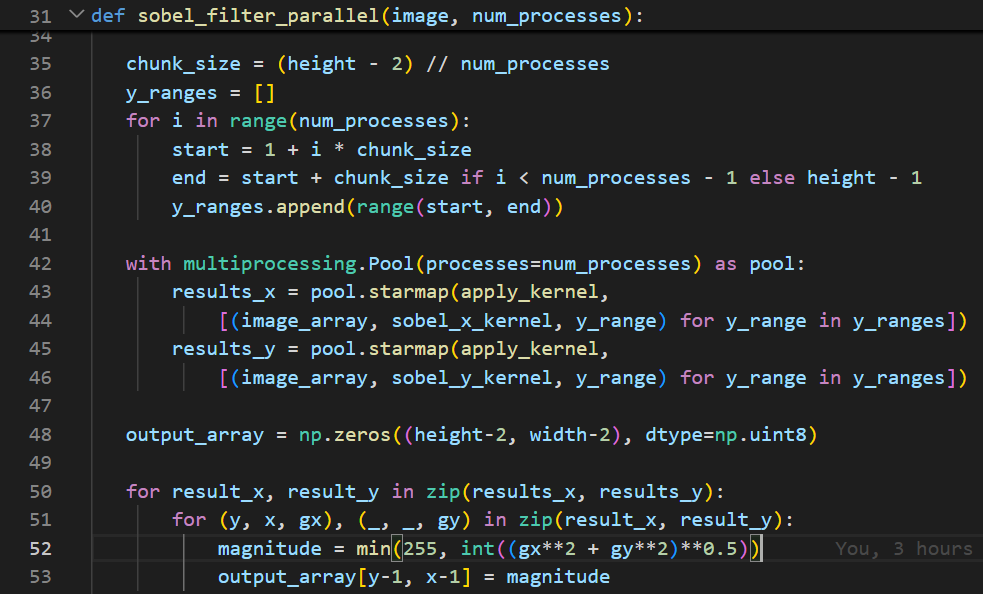 31 def sobel_filter_parallel(image, num_processes):
34
35 chunk_size = (height - 2) // num_processes
36 y_ranges = []
37 for i in range(num_processes):
38 start = 1 + i * chunk_size
39 end = start + chunk_size if i < num_processes - 1 else height - 1
40 y_ranges.append(range(start, end))
41
42 with multiprocessing.Pool(processes=num_processes) as pool:
43 results_x = pool.starmap(apply_kernel,
44 [(image_array, sobel_x_kernel, y_range) for y_range in y_ranges])
45 results_y = pool.starmap(apply_kernel,
46 [(image_array, sobel_y_kernel, y_range) for y_range in y_ranges])
47
48 output_array = np.zeros((height-2, width-2), dtype=np.uint8)
49
50 for result_x, result_y in zip(results_x, results_y):
51 for (y, x, gx), (_, _, gy) in zip(result_x, result_y):
52 magnitude = min(255, int((gx**2 + gy**2)**0.5)) You, 3 hours
53 output_array[y-1, x-1] = magnitude